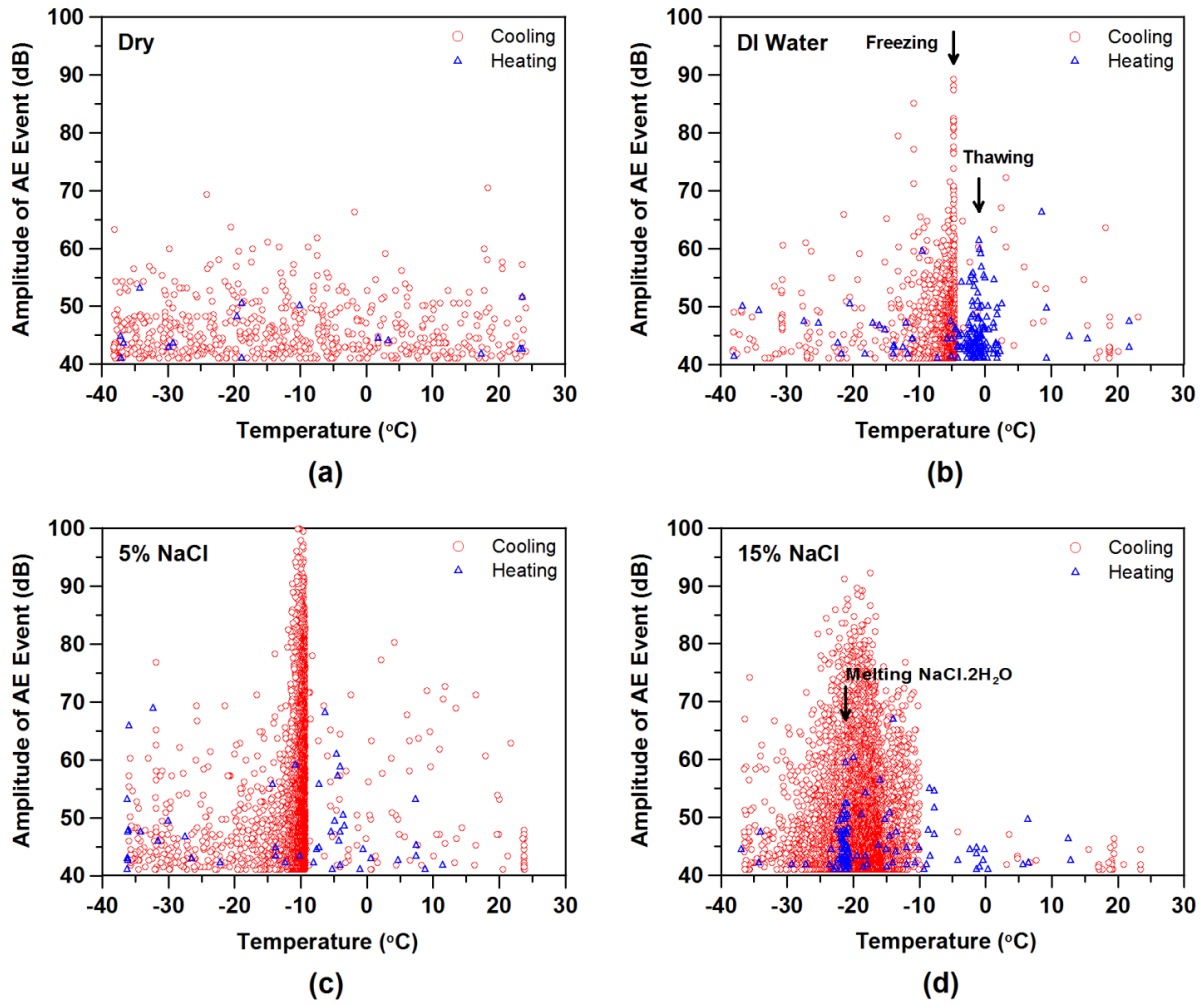 Dry
Cooling
Heating
100
90
80
70
60
50
40
Amplitude of AE Event (dB)
-40 -30 -20 -10 0 10 20 30
Temperature (°C)
(a)
DI Water
Freezing
Thawing
Cooling
Heating
100
90
80
70
60
50
40
Amplitude of AE Event (dB)
-40 -30 -20 -10 0 10 20 30
Temperature (°C)
(b)
5% NaCl
Cooling
Heating
100
90
80
70
60
50
40
Amplitude of AE Event (dB)
-40 -30 -20 -10 0 10 20 30
Temperature (°C)
(c)
15% NaCl
Cooling
Heating
Melting NaCl.2H₂O
100
90
80
70
60
50
40
Amplitude of AE Event (dB)
-40 -30 -20 -10 0 10 20 30
Temperature (°C)
(d)